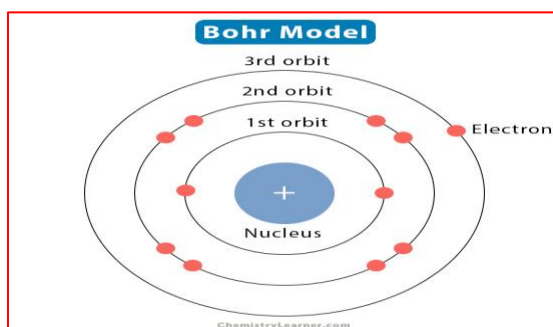 Bohr Model
3rd orbit
2nd orbit
1st orbit
Electron
+
Nucleus
ChemistryLearner.com